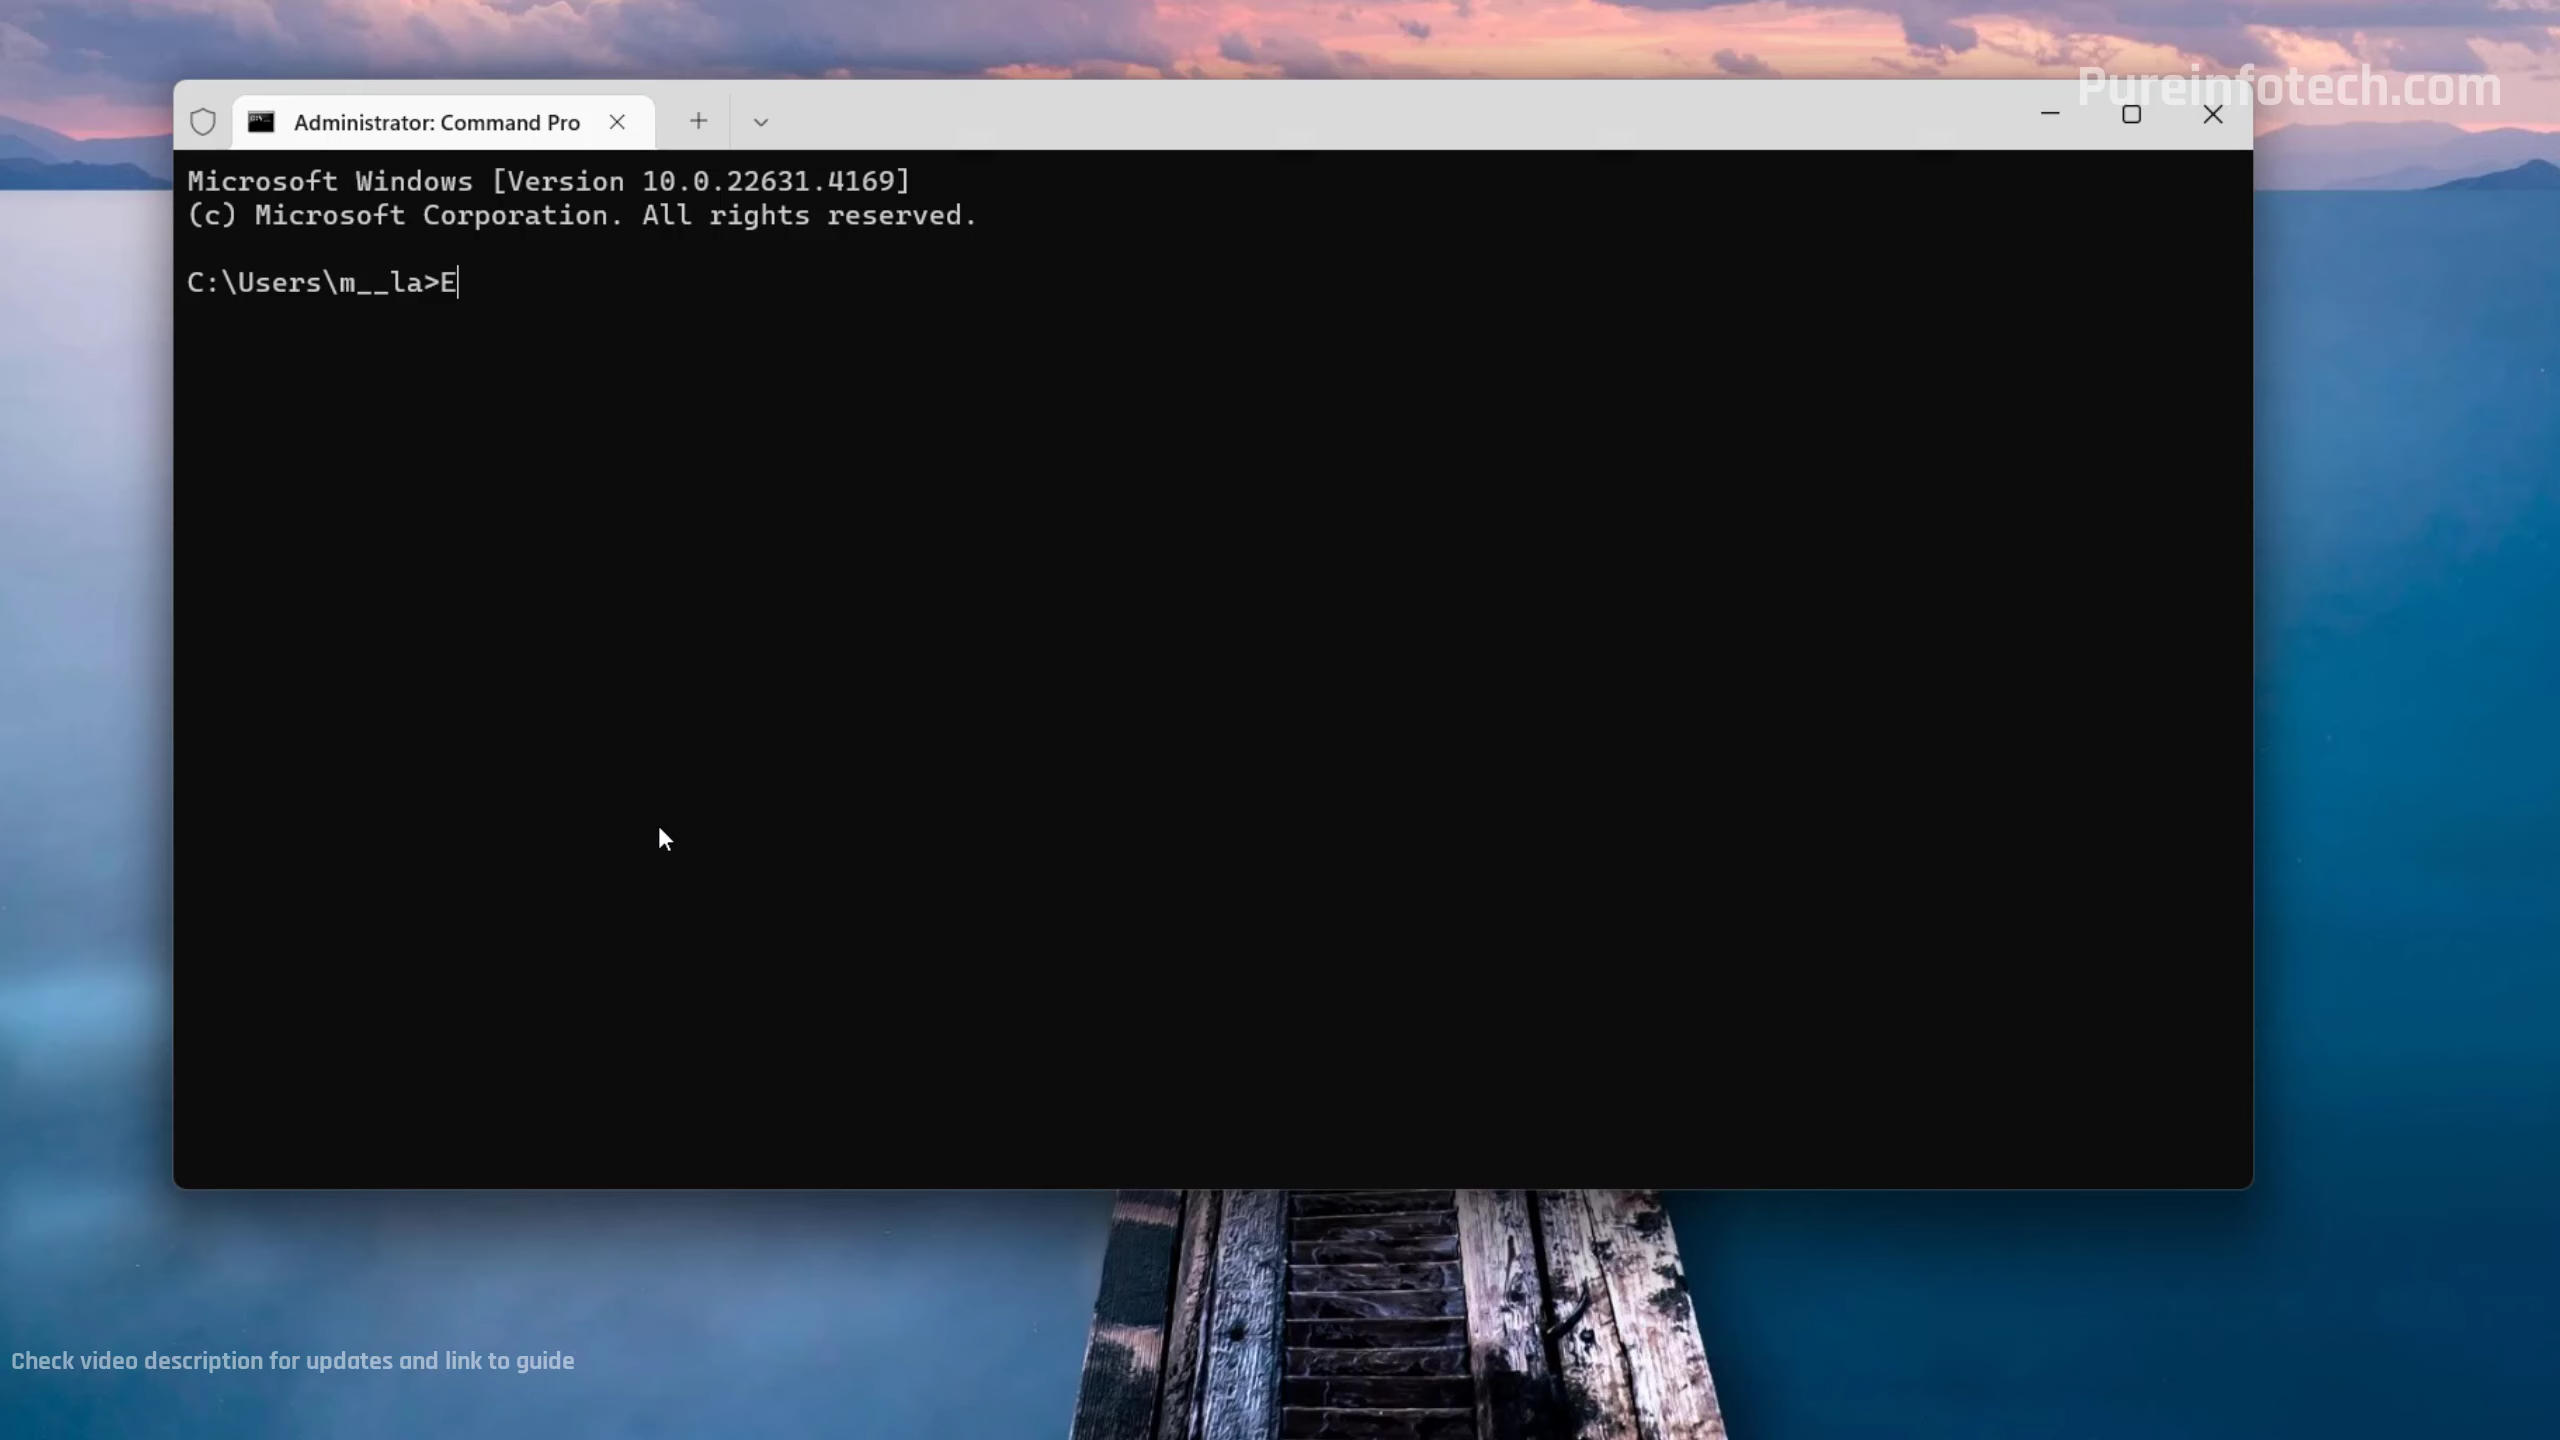 Pureinfotech.com
Administrator: Command Pro
Microsoft Windows [Version 10.0.22631.4169]
(c) Microsoft Corporation. All rights reserved.
C:\Users\m__la>E
Check video description for updates and link to guide